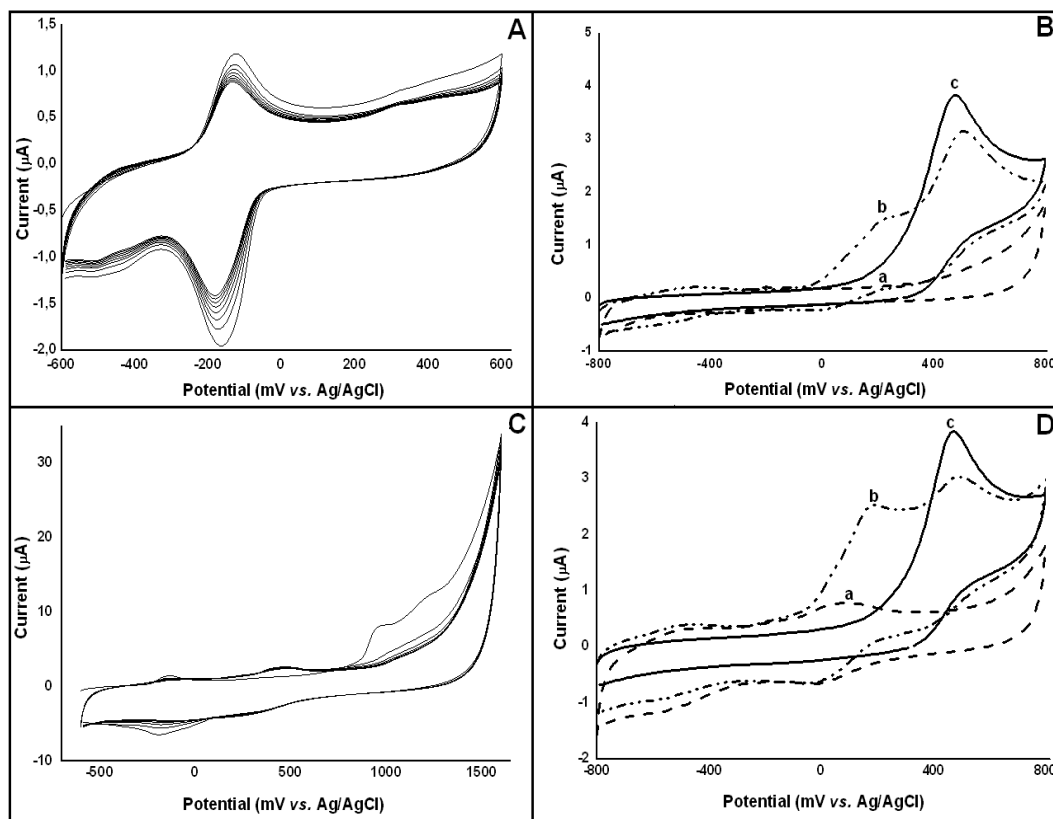 A
1,5
1,0
0,5
0,0
-0,5
-1,0
-1,5
-2,0
Current (μA)
-600 -400 -200 0 200 400 600
Potential (mV vs. Ag/AgCl)
B
5
4
3
2
1
0
-1
Current (μA)
c
b
a
-800 -400 0 400 800
Potential (mV vs. Ag/AgCl)
C
30
20
10
0
-10
Current (μA)
-500 0 500 1000 1500
Potential (mV vs. Ag/AgCl)
D
4
3
2
1
0
-1
-2
Current (μA)
c
b
a
-800 -400 0 400 800
Potential (mV vs. Ag/AgCl)